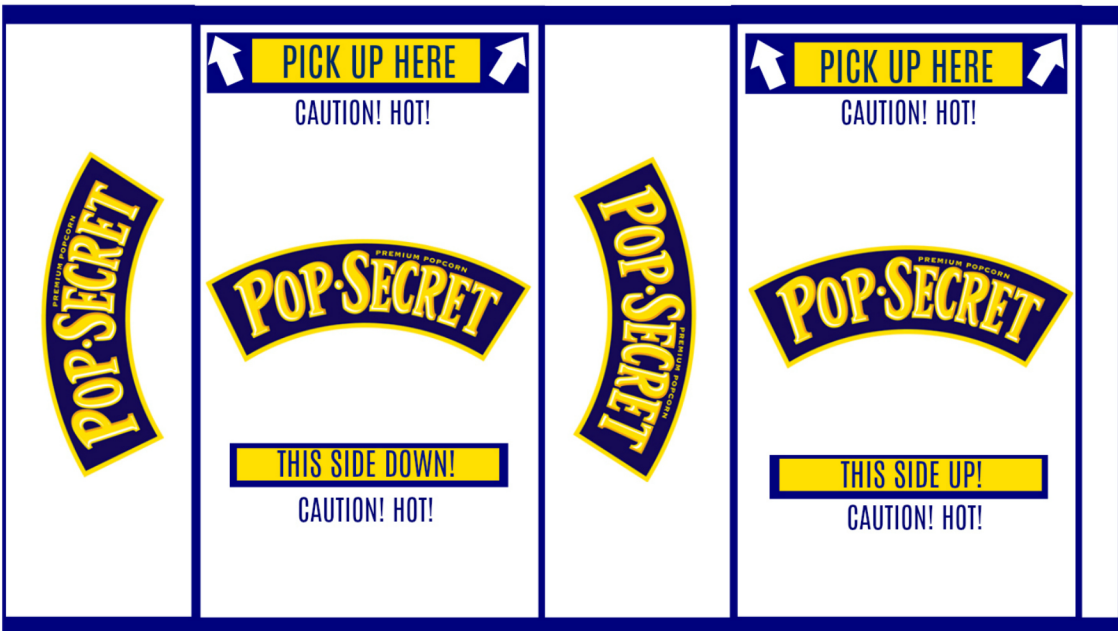 PREMIUM POPCORN
POP·SECRET
PICK UP HERE
CAUTION! HOT!
PREMIUM POPCORN
POP·SECRET
THIS SIDE DOWN!
CAUTION! HOT!
POP·SECRET
PREMIUM POPCORN
PICK UP HERE
CAUTION! HOT!
PREMIUM POPCORN
POP·SECRET
THIS SIDE UP!
CAUTION! HOT!